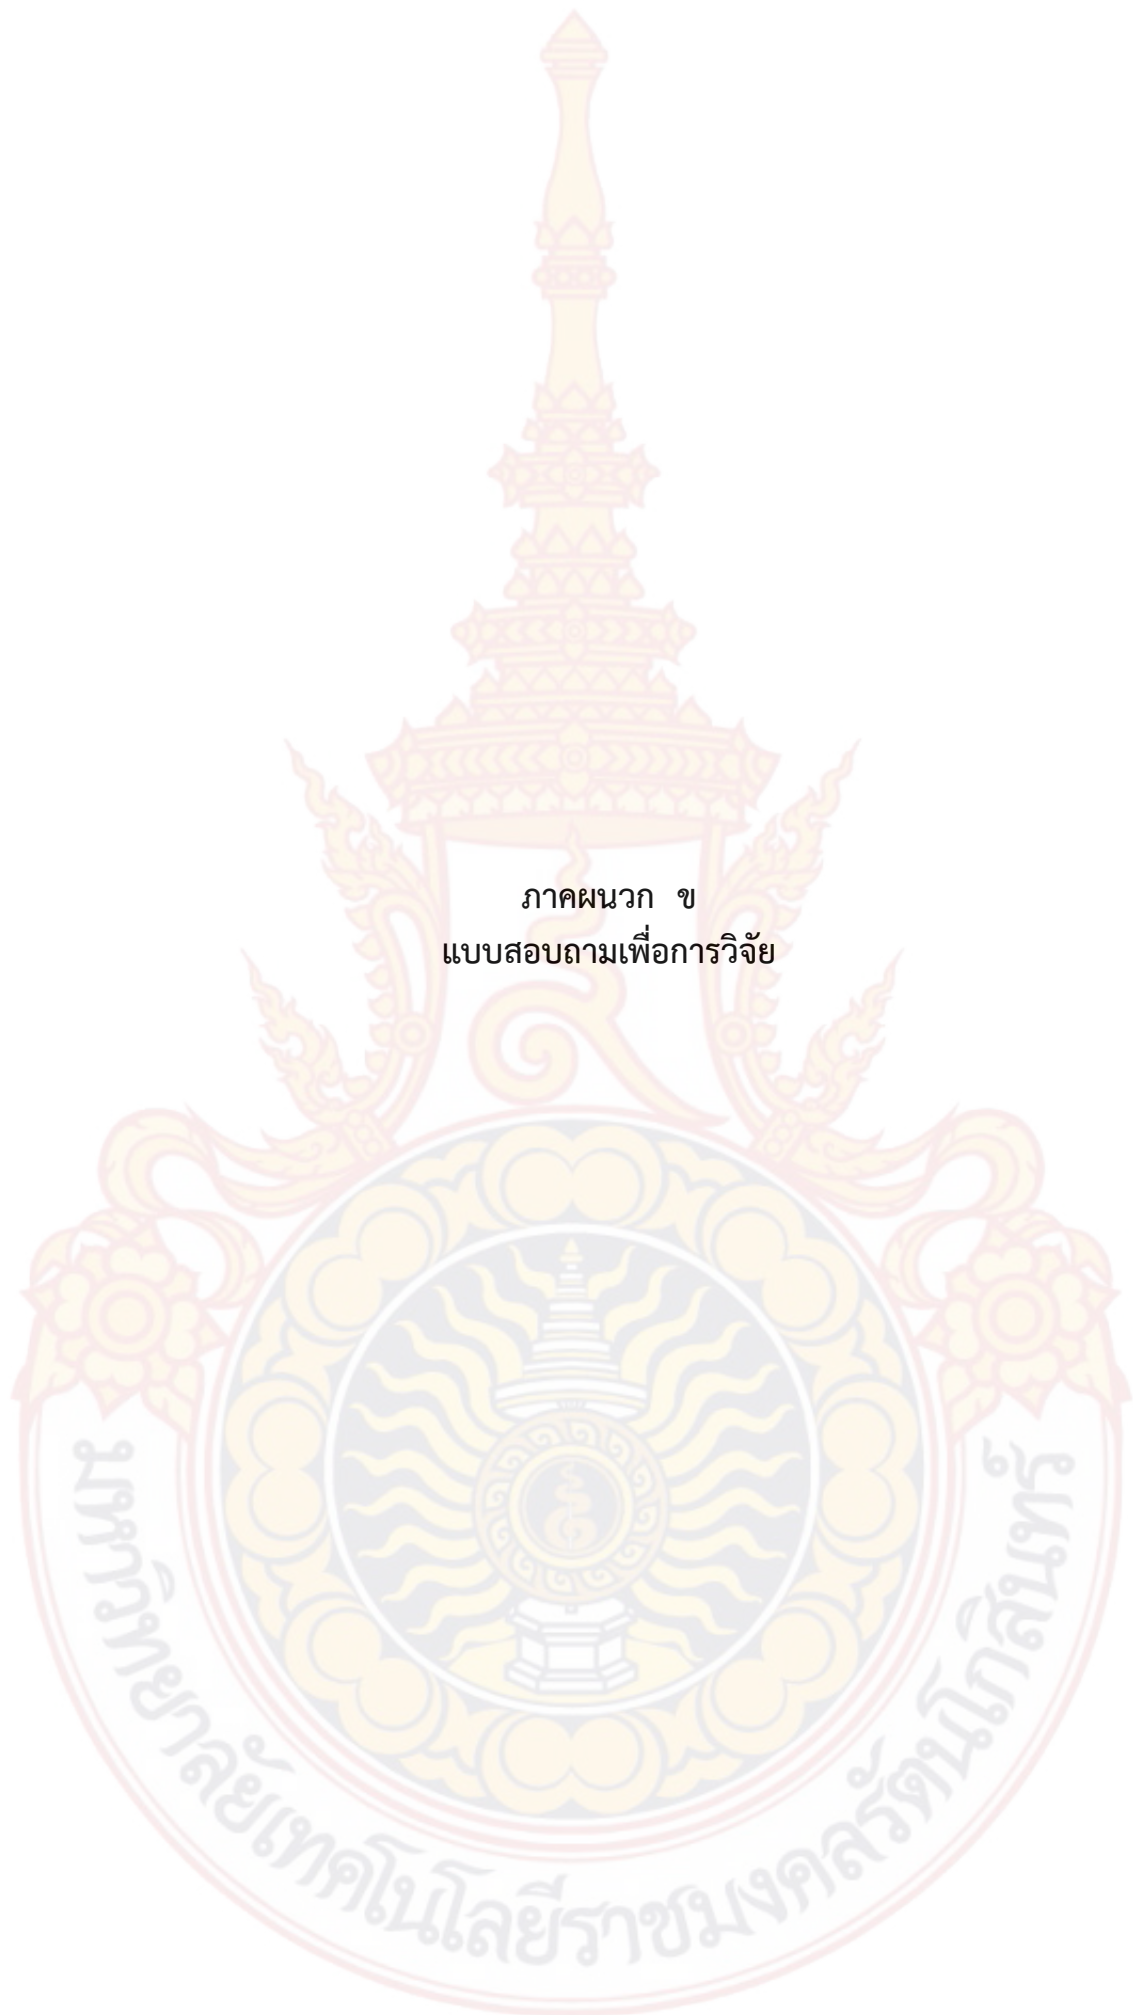 ภาคผนวก ข
แบบสอบถามเพื่อการวิจัย
มหาวิทยาลัยเทคโนโลยีราชมงคลรัตนโกสินทร์